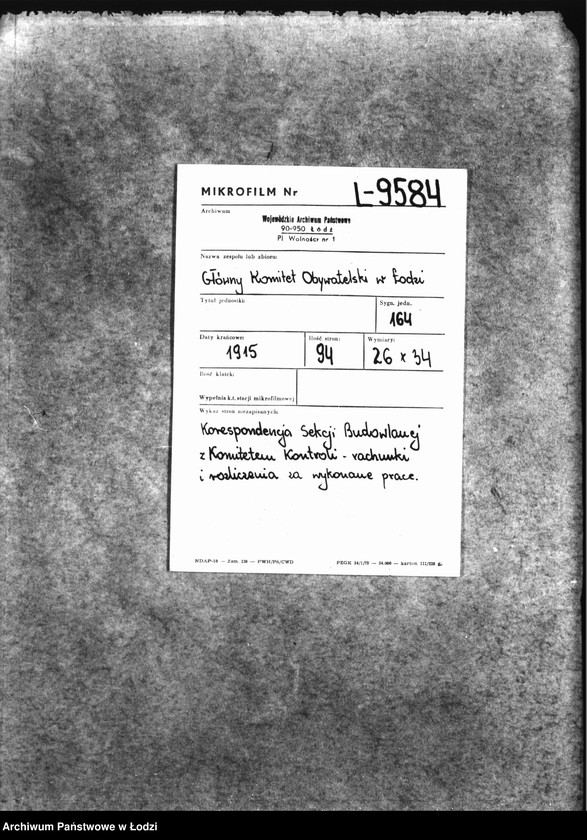 MIKROFILM Nr L-9584
Archiwum
Wojewódzkie Archiwum Państwowe
90-950 Łódź
Pl. Wolności nr 1
Nazwa zespołu lub zbioru:
Główny Komitet Obywatelski w Łodzi
Tytuł jednostki:
Sygn. jedn.
164
Daty krańcowe: Ilość stron: Wymiary:
1915 94 26 x 34
Ilość klatek:
Wypełnia k.t. stacji mikrofilmowej
Wykaz stron niezapisanych:
Korespondencja Sekcji Budowlanej
z Komitetem Kontroli - rachunki
i rozliczenia za wykonane prace.
NDAP-16 — Zam.
Archiwum Państwowe w Łodzi